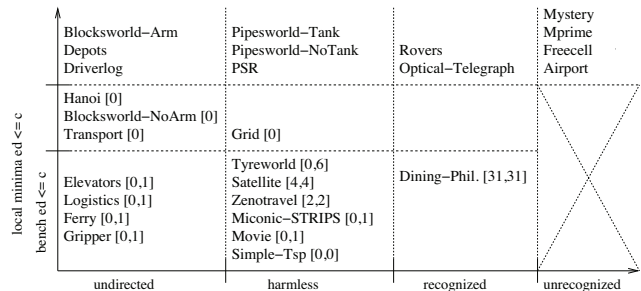 Mystery
Mprime
Freecell
Airport
Blocksworld−Arm
Depots
Driverlog
Pipesworld−Tank
Pipesworld−NoTank
PSR
Rovers
Optical−Telegraph
Hanoi [0]
Blocksworld−NoArm [0]
Transport [0]
Grid [0]
Elevators [0,1]
Logistics [0,1]
Ferry [0,1]
Gripper [0,1]
Tyreworld [0,6]
Satellite [4,4]
Zenotravel [2,2]
Miconic−STRIPS [0,1]
Movie [0,1]
Simple−Tsp [0,0]
Dining−Phil. [31,31]
local minima ed <= c
bench ed <= c
undirected
harmless
recognized
unrecognized